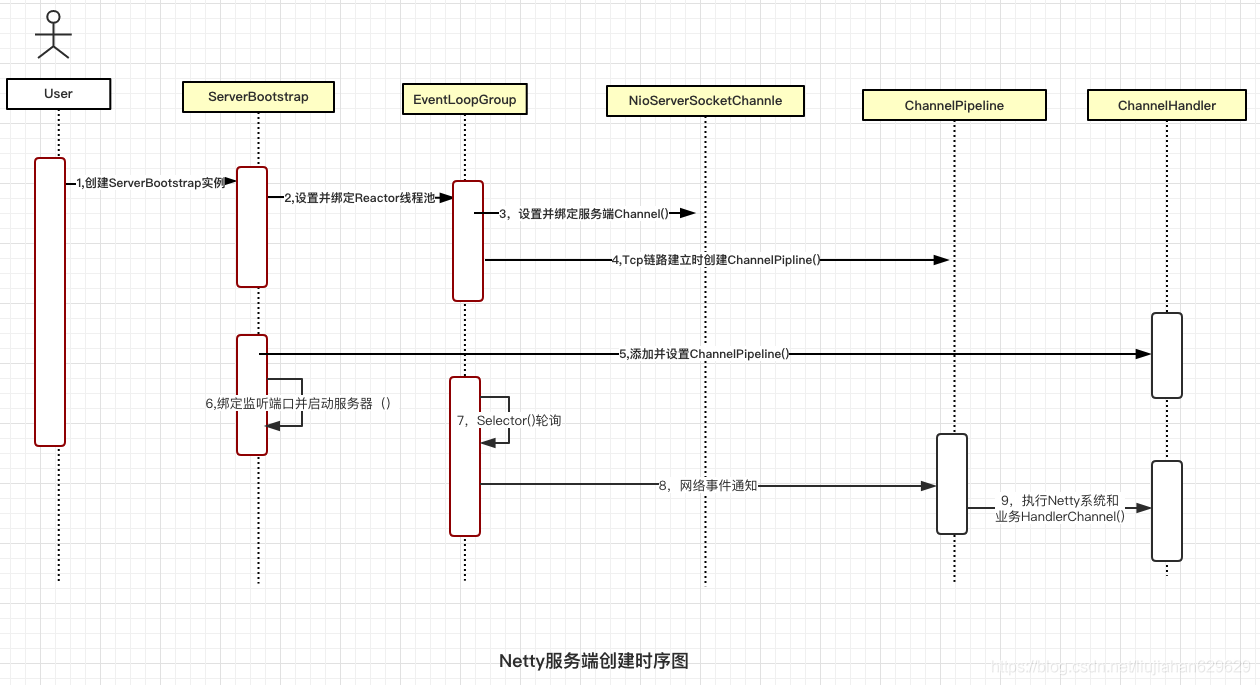 User
ServerBootstrap
EventLoopGroup
NioServerSocketChannle
ChannelPipeline
ChannelHandler
1,创建ServerBootstrap实例
2,设置并绑定Reactor线程池
3，设置并绑定服务端Channel()
4,Tcp链路建立时创建ChannelPipline()
5,添加并设置ChannelPipeline()
6,绑定监听端口并启动服务器（）
7，Selector()轮询
8，网络事件通知
9，执行Netty系统和
业务HandlerChannel()
Netty服务端创建时序图
https://blog.csdn.net/liujiahan629629